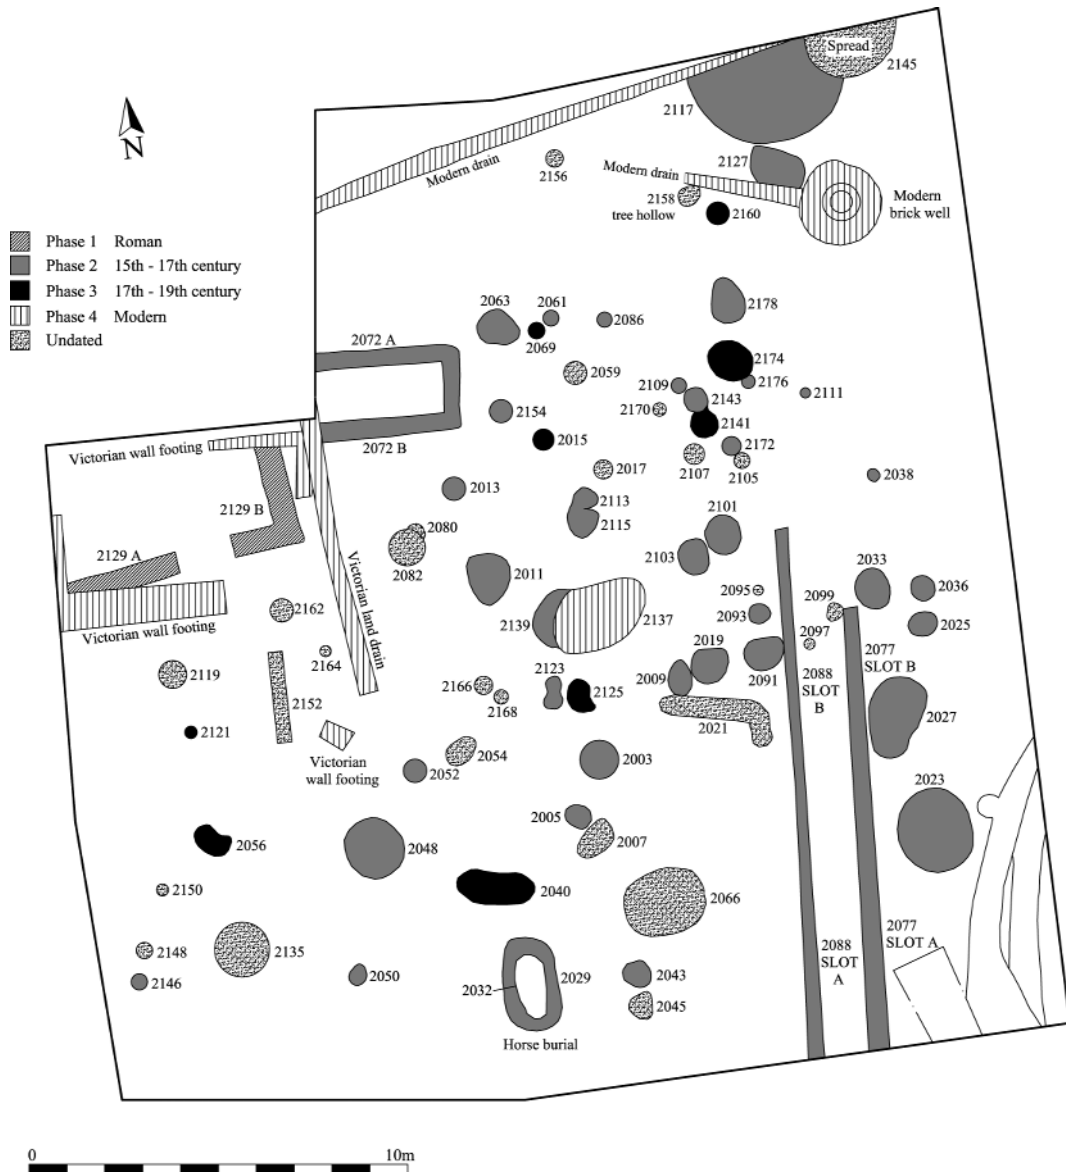 Spread
2145
2117
2127
Modern drain
2156
Modern drain
2158
tree hollow
2160
Modern
brick well
N
Phase 1 Roman
Phase 2 15th - 17th century
Phase 3 17th - 19th century
Phase 4 Modern
Undated
2063
2061
2069
2086
2178
2072 A
2059
2174
2176
2109
2143
2111
2170
2154
2141
2072 B
2015
2172
2107
2105
Victorian wall footing
2017
2038
2013
2129 B
2113
2115
2101
2080
2082
2103
2129 A
Victorian land drain
2011
2033
2036
2095
2099
2093
2025
2162
Victorian wall footing
2139
2137
2097
2164
2019
2091
2077
SLOT B
2119
2123
2009
2088
SLOT
B
2166
2168
2125
2152
2021
2027
2121
Victorian
wall footing
2054
2052
2003
2023
2005
2007
2056
2048
2150
2040
2066
2148
2135
2088
SLOT
A
2077
SLOT A
2146
2050
2032
2029
2043
2045
Horse burial
0 10m